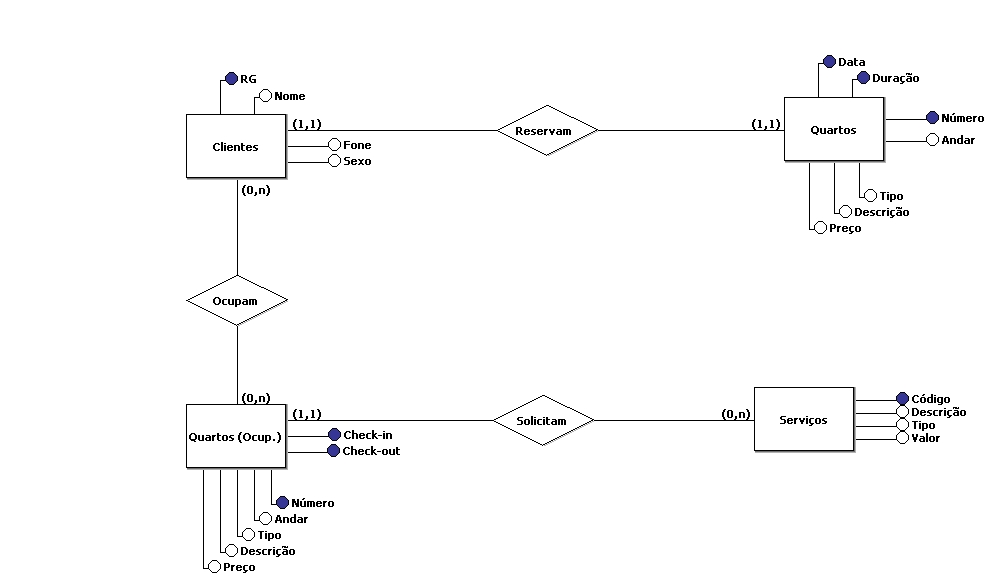 Data
RG
Duração
Nome
Número
(1,1)
(1,1)
Quartos
Reservam
Clientes
Fone
Andar
Sexo
(0,n)
Tipo
Descrição
Preço
Ocupam
(0,n)
Código
(1,1)
(0,n)
Descrição
Solicitam
Serviços
Tipo
Quartos (Ocup.)
Check-in
Valor
Check-out
Número
Andar
Tipo
Descrição
Preço